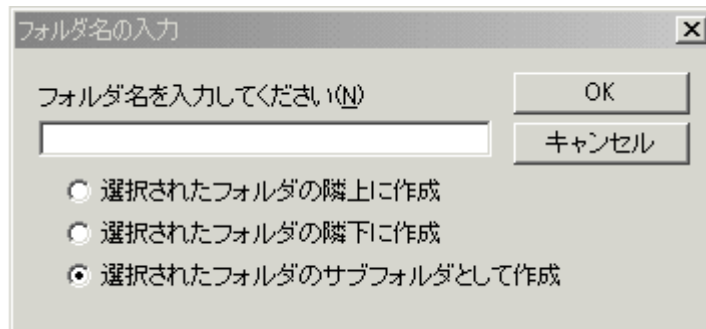 フォルダ名の入力
フォルダ名を入力してください(N)
OK
キャンセル
選択されたフォルダの隣上に作成
選択されたフォルダの隣下に作成
選択されたフォルダのサブフォルダとして作成